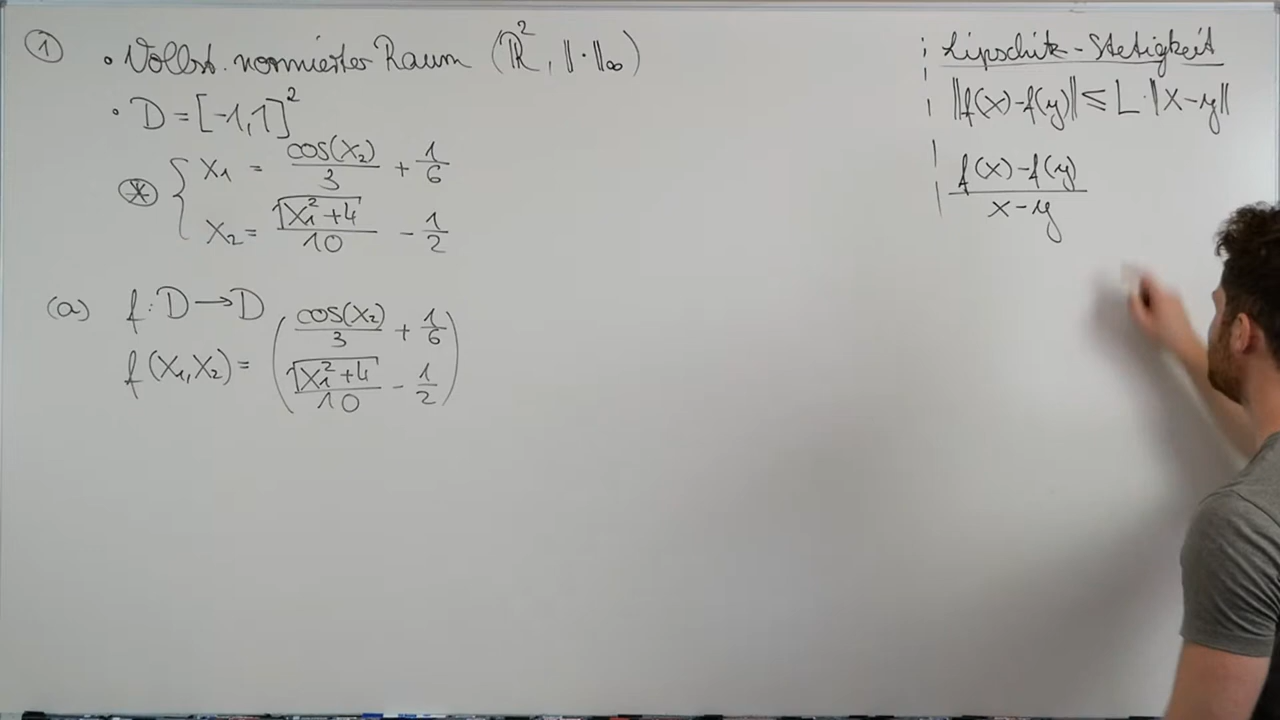 ① • Vollst. normierter Raum (ℝ², ‖·‖∞)
• D = [-1,1]²
⊛ { x₁ = cos(x₂)/3 + 1/6
x₂ = √(x₁²+4)/10 - 1/2
(a) f: D → D
f(x₁,x₂) = ( cos(x₂)/3 + 1/6
√(x₁²+4)/10 - 1/2 )
Lipschitz-Stetigkeit
‖f(x)-f(y)‖ ≤ L·‖x-y‖
f(x)-f(y)
x-y